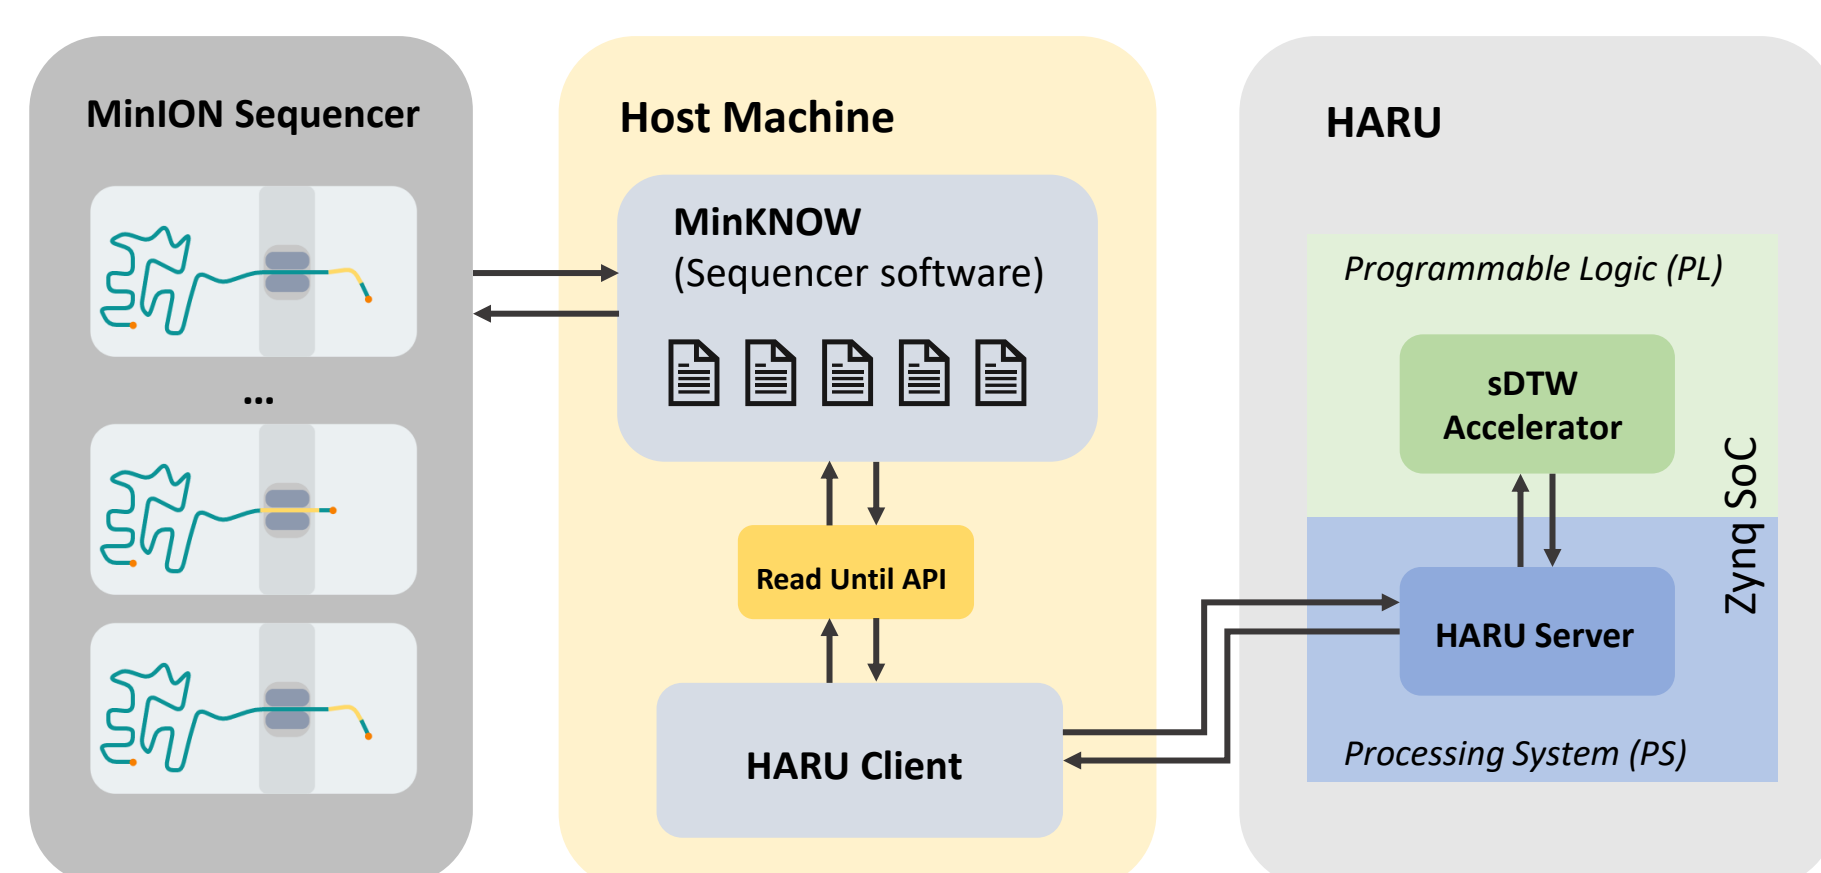 MinION Sequencer
...
Host Machine
MinKNOW
(Sequencer software)
Read Until API
HARU Client
HARU
Programmable Logic (PL)
sDTW
Accelerator
Zynq SoC
HARU Server
Processing System (PS)